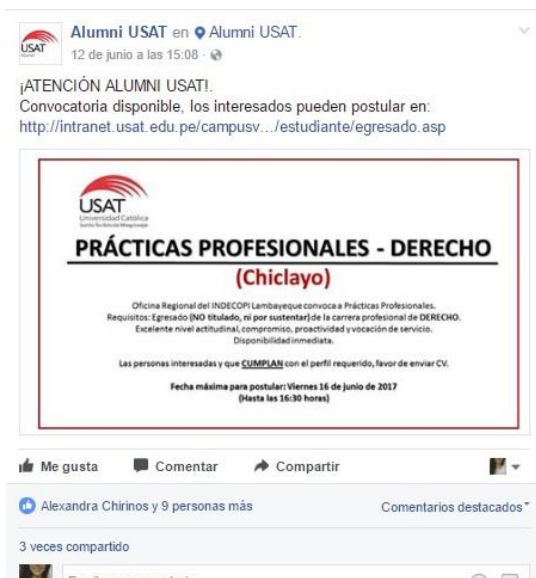 Alumni USAT en Alumni USAT.
12 de junio a las 15:08 ·
¡ATENCIÓN ALUMNI USAT!.
Convocatoria disponible, los interesados pueden postular en:
http://intranet.usat.edu.pe/campusv…/estudiante/egresado.asp
USAT
Universidad Católica
Santo Toribio de Mogrovejo
PRÁCTICAS PROFESIONALES - DERECHO
(Chiclayo)
Oficina Regional del INDECOPI Lambayeque convoca a Prácticas Profesionales.
Requisitos: Egresado (NO titulado, ni por sustentar) de la carrera profesional de DERECHO.
Excelente nivel actitudinal, compromiso, proactividad y vocación de servicio.
Disponibilidad inmediata.
Las personas interesadas y que CUMPLAN con el perfil requerido, favor de enviar CV.
Fecha máxima para postular: Viernes 16 de junio de 2017
(Hasta las 16:30 horas)
Me gusta Comentar Compartir
Alexandra Chirinos y 9 personas más Comentarios destacados
3 veces compartido